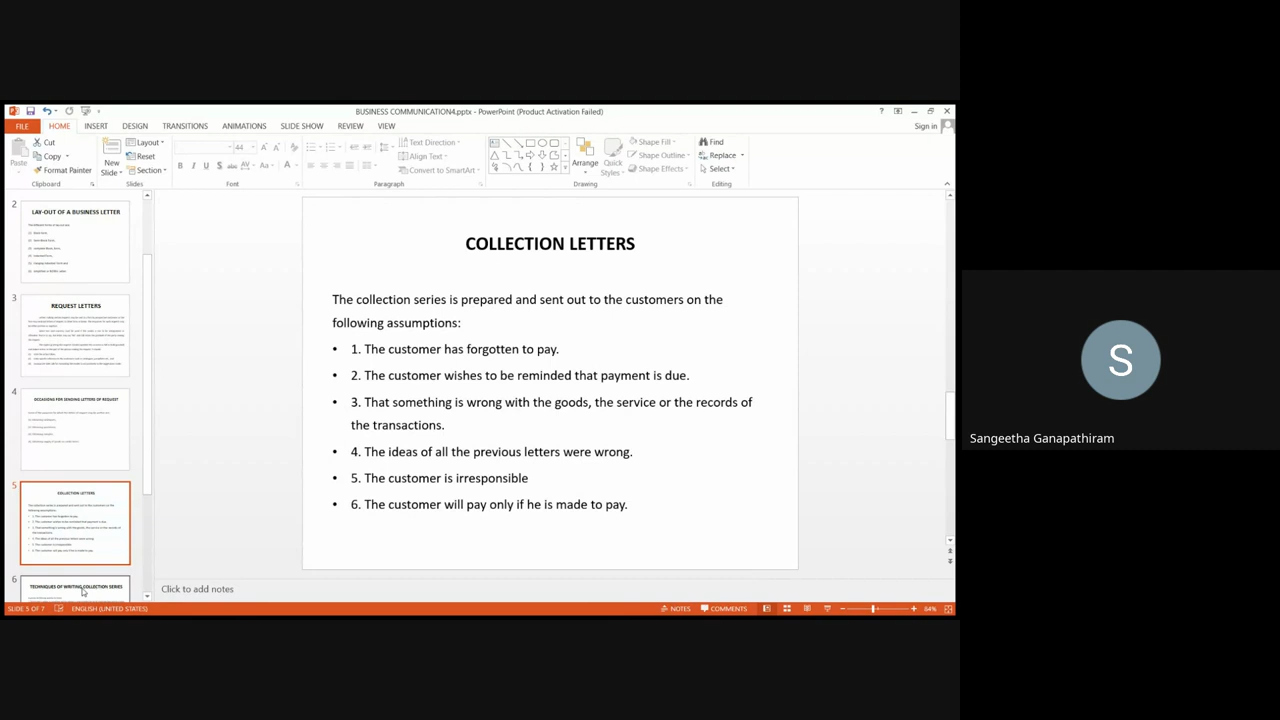 BUSINESS COMMUNICATION4.pptx - PowerPoint (Product Activation Failed)
FILE HOME INSERT DESIGN TRANSITIONS ANIMATIONS SLIDE SHOW REVIEW VIEW Sign in
Paste
Cut
Copy
Format Painter
Clipboard
New Slide
Layout
Reset
Section
Slides
44
Font
Text Direction
Align Text
Convert to SmartArt
Paragraph
Arrange
Quick Styles
Shape Fill
Shape Outline
Shape Effects
Drawing
Find
Replace
Select
Editing
2
LAY-OUT OF A BUSINESS LETTER
3
REQUEST LETTERS
4
OCCASIONS FOR SENDING LETTERS OF REQUEST
5
COLLECTION LETTERS
6
TECHNIQUES OF WRITING COLLECTION SERIES
COLLECTION LETTERS
The collection series is prepared and sent out to the customers on the
following assumptions:
• 1. The customer has forgotten to pay.
• 2. The customer wishes to be reminded that payment is due.
• 3. That something is wrong with the goods, the service or the records of
the transactions.
• 4. The ideas of all the previous letters were wrong.
• 5. The customer is irresponsible
• 6. The customer will pay only if he is made to pay.
Click to add notes
SLIDE 5 OF 7 ENGLISH (UNITED STATES) NOTES COMMENTS 84%
S
Sangeetha Ganapathiram